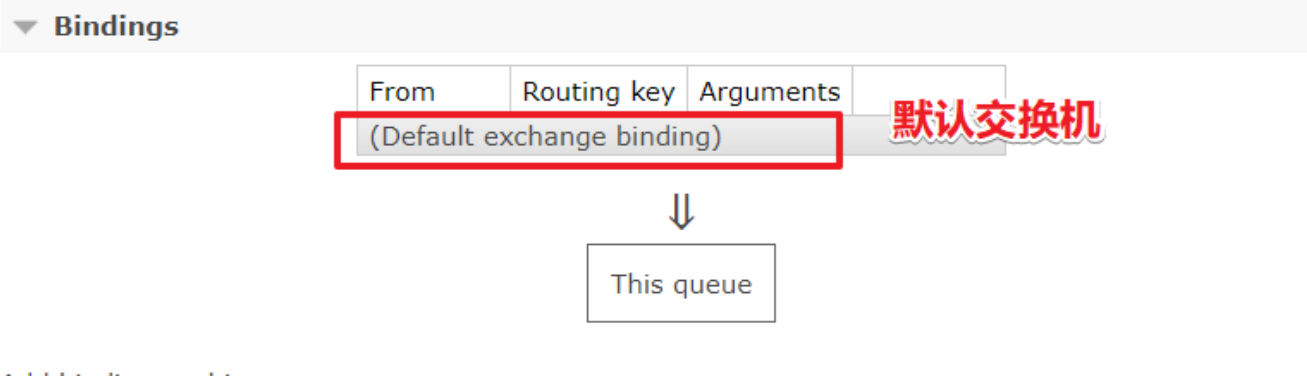 Bindings
From Routing key Arguments
(Default exchange binding) 默认交换机
⇓
This queue